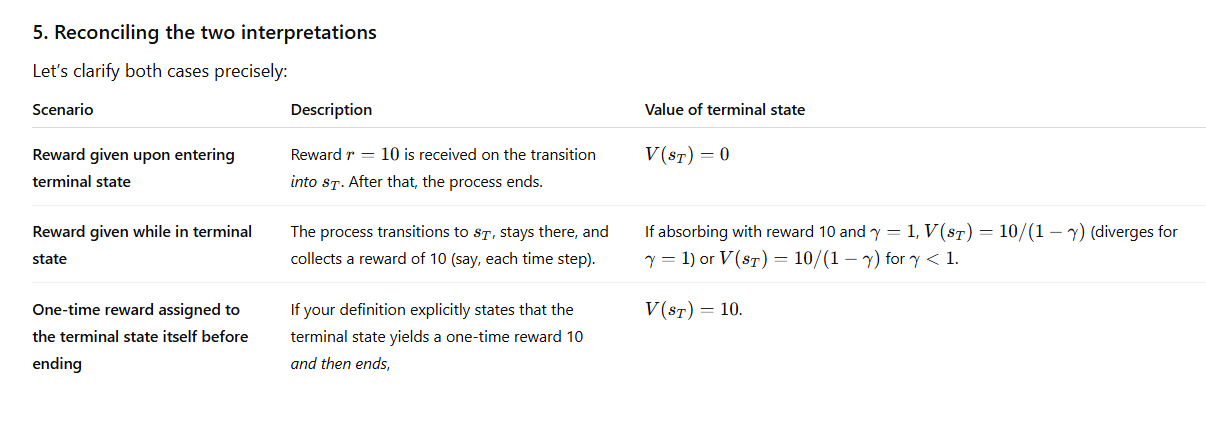 5. Reconciling the two interpretations
Let's clarify both cases precisely:
Scenario Description Value of terminal state
Reward given upon entering terminal state
Reward r = 10 is received on the transition into s_T. After that, the process ends.
V(s_T) = 0
Reward given while in terminal state
The process transitions to s_T, stays there, and collects a reward of 10 (say, each time step).
If absorbing with reward 10 and γ = 1, V(s_T) = 10/(1 − γ) (diverges for γ = 1) or V(s_T) = 10/(1 − γ) for γ < 1.
One-time reward assigned to the terminal state itself before ending
If your definition explicitly states that the terminal state yields a one-time reward 10 and then ends,
V(s_T) = 10.